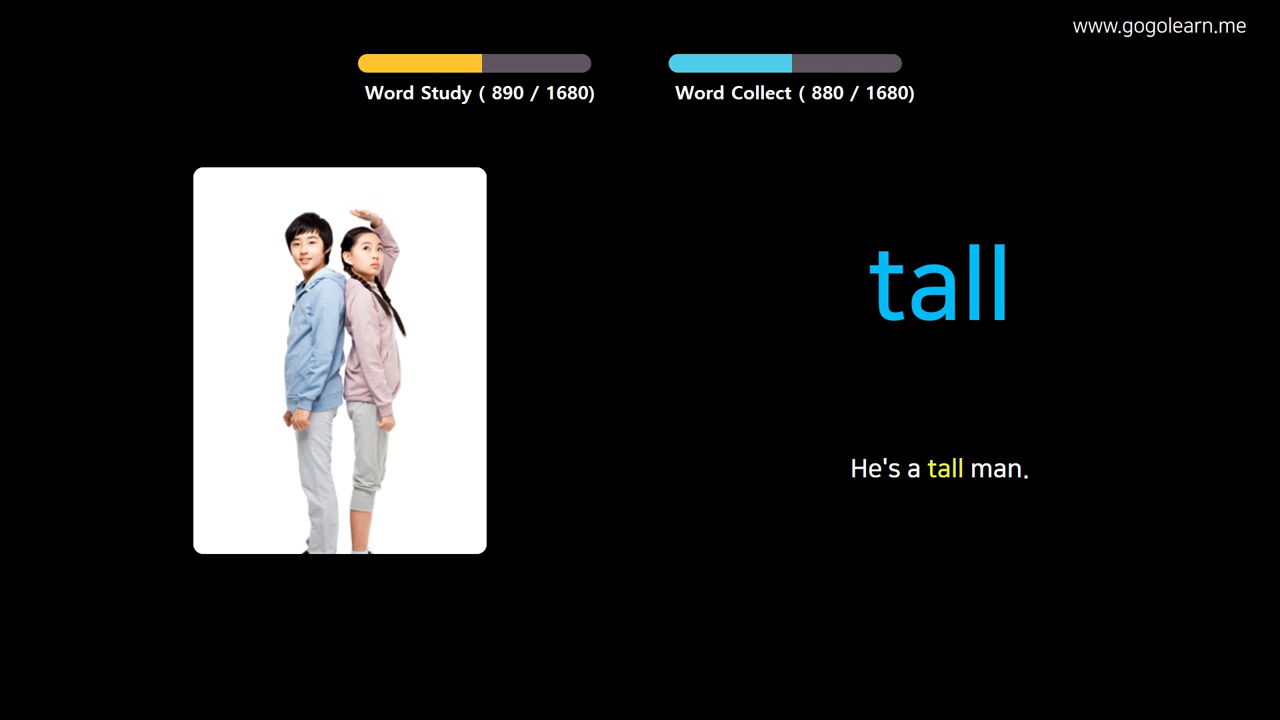 www.gogolearn.me
Word Study ( 890 / 1680)
Word Collect ( 880 / 1680)
tall
He's a tall man.